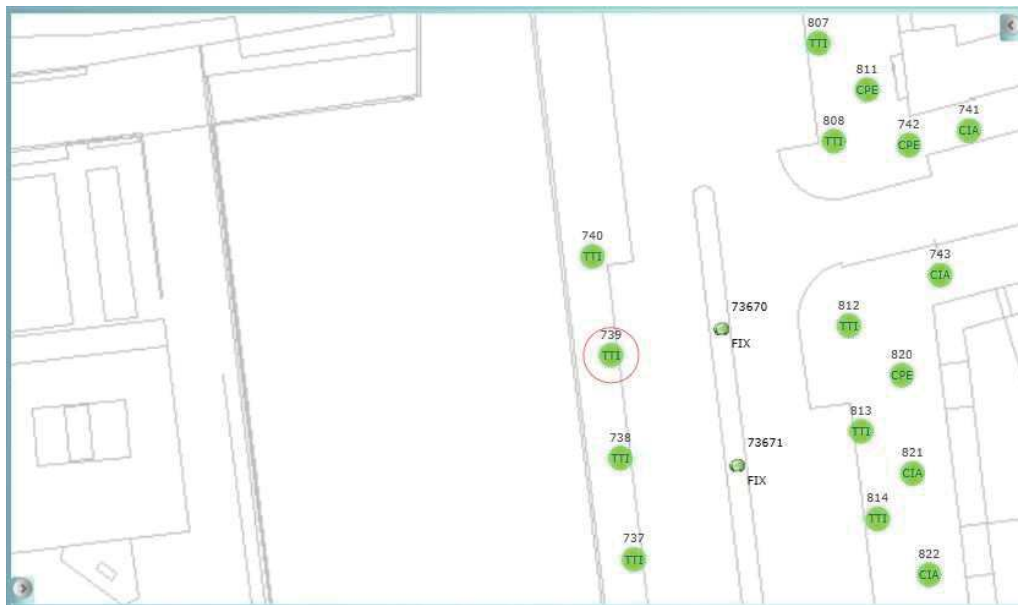 807
TTI
811
CPE
741
CIA
808
TTI
742
CPE
740
TTI
743
CIA
73670
FIX
812
TTI
739
TTI
820
CPE
813
TTI
738
TTI
73671
FIX
821
CIA
814
TTI
737
TTI
822
CIA